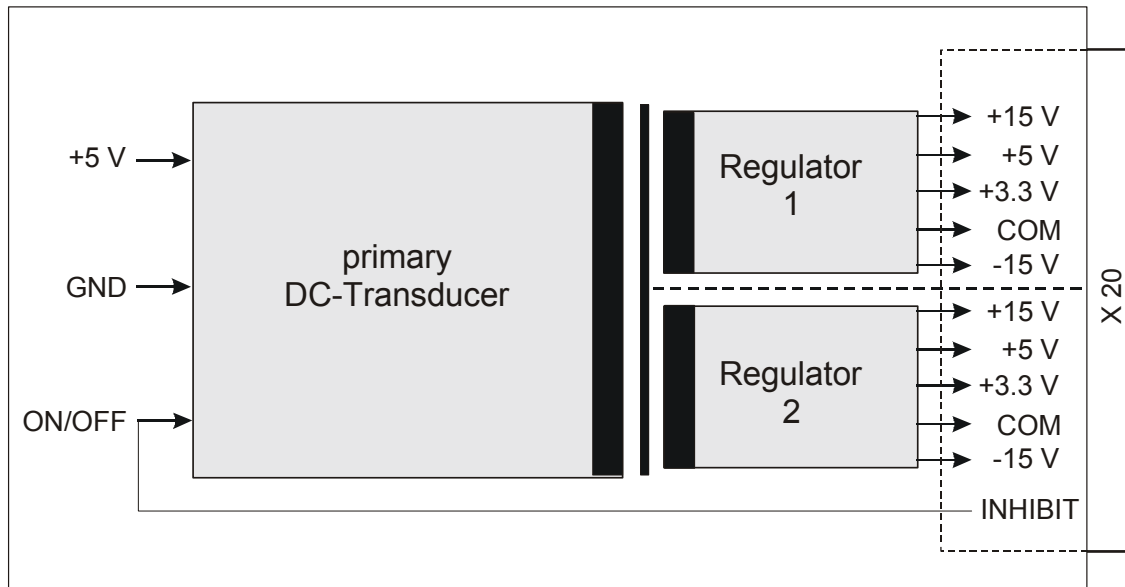 +5 V
GND
ON/OFF
primary
DC-Transducer
Regulator
1
+15 V
+5 V
+3.3 V
COM
-15 V
Regulator
2
+15 V
+5 V
+3.3 V
COM
-15 V
INHIBIT
X 20